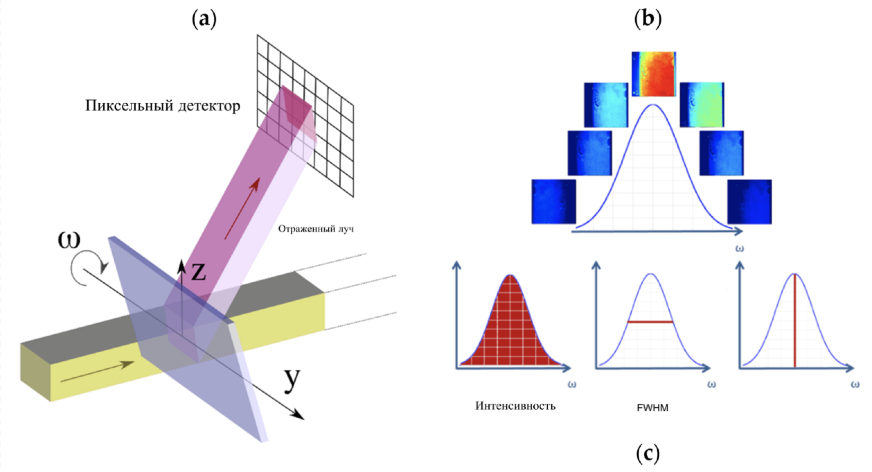 (a)
Пиксельный детектор
Отраженный луч
ω
z
y
(b)
ω
ω
ω
ω
Интенсивность
FWHM
(c)